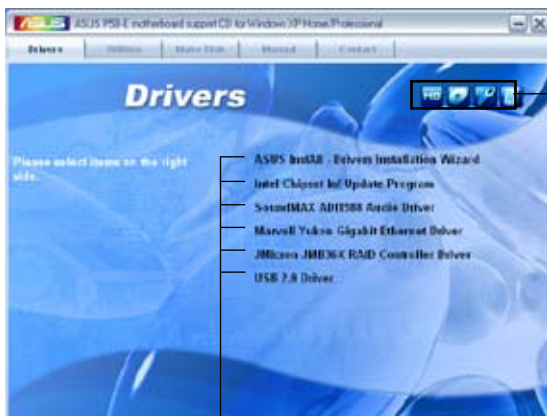 ASUS ASUS P5B-E motherboard support CD for Windows XP Home/Professional
Drivers Utilities Make Disk Manual Contact
Drivers
Please select items on the right
side.
ASUS InstAll - Drivers Installation Wizard
Intel Chipset Inf Update Program
SoundMAX ADI1988 Audio Driver
Marvell Yukon Gigabit Ethernet Driver
JMicron JMB36X RAID Controller Driver
USB 2.0 Driver